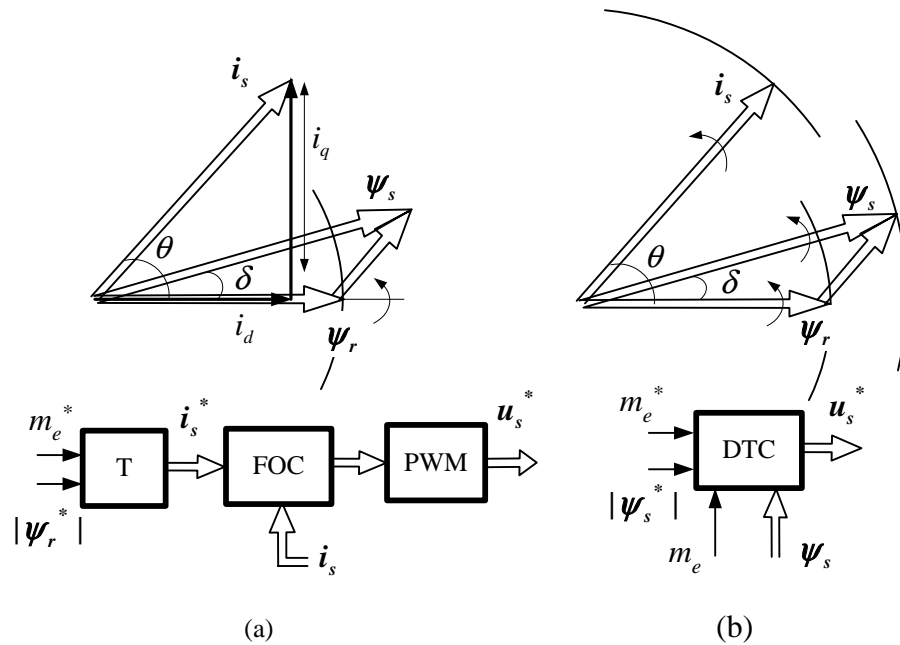 i_s
i_q
ψ_s
θ
δ
i_d
ψ_r
m_e^*
i_s^*
u_s^*
T
FOC
PWM
|ψ_r^*|
i_s
(a)
i_s
ψ_s
θ
δ
ψ_r
m_e^*
u_s^*
DTC
|ψ_s^*|
m_e
ψ_s
(b)